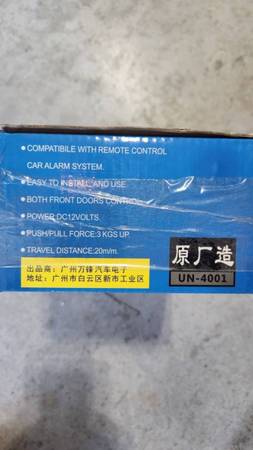 COMPATIBILE WITH REMOTE CONTROL
CAR ALARM SYSTEM.
EASY TO INSTALL AND USE
BOTH FRONT DOORS CONTROL
POWER DC12VOLTS.
PUSH/PULL FORCE:3 KGS UP.
TRAVEL DISTANCE:20m/m.
出品商：广州万锋汽车电子
地址：广州市白云区新市工业区
原厂造
UN-4001